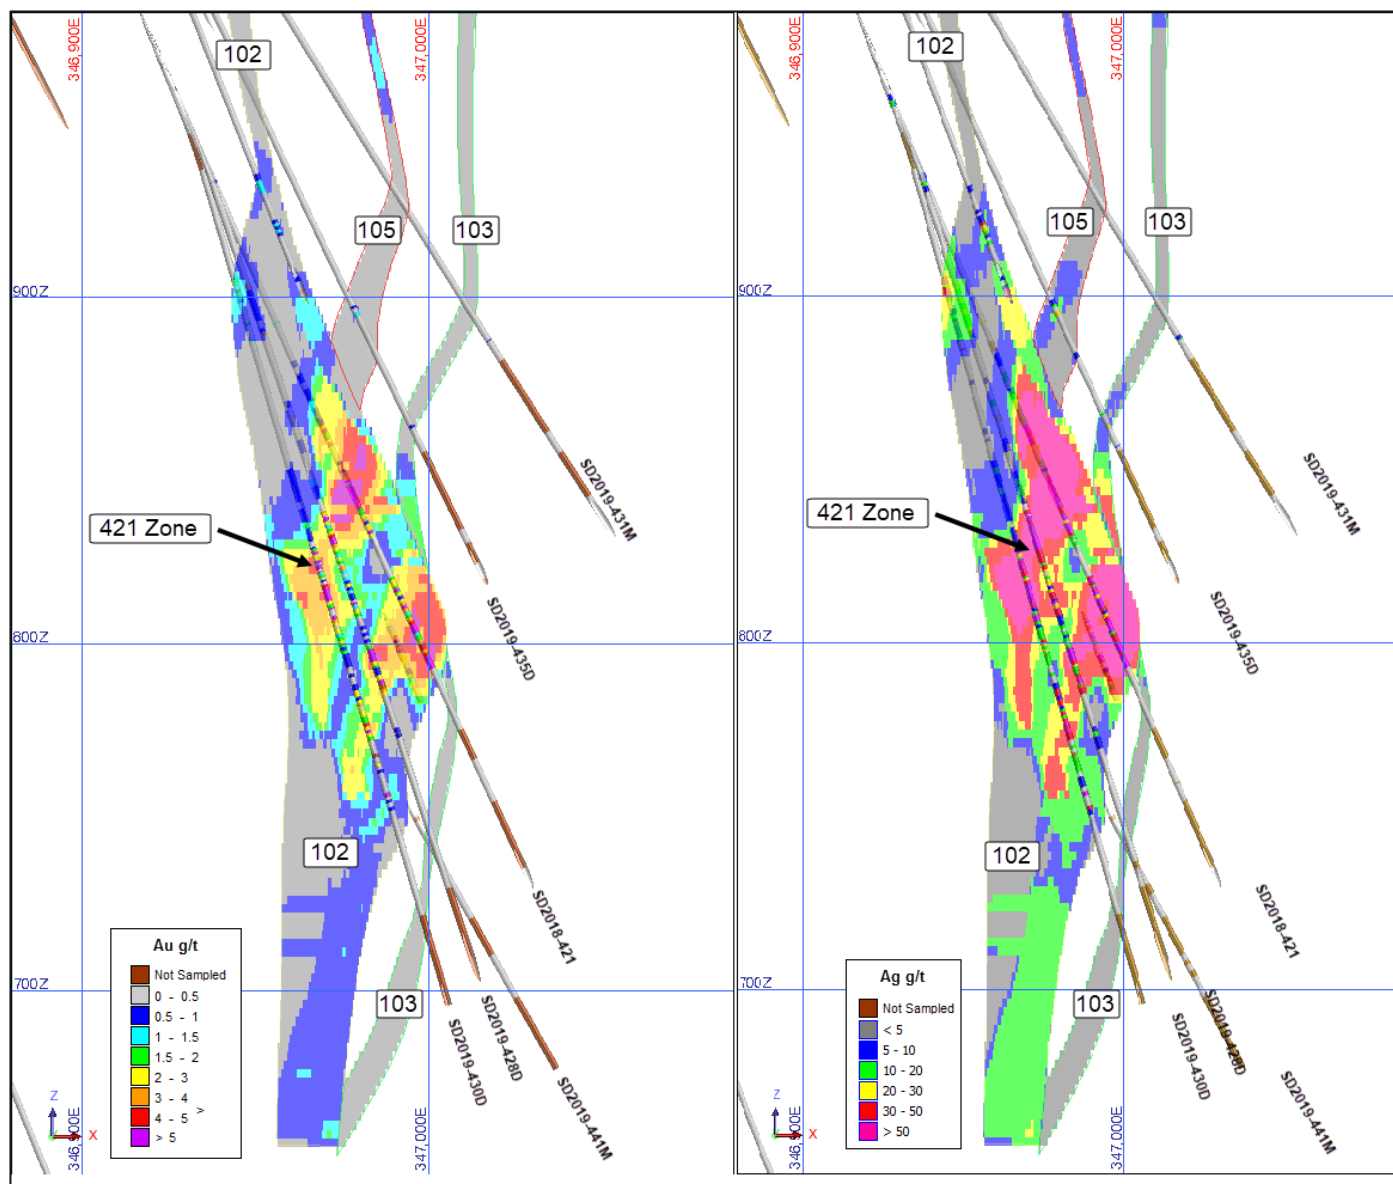 346,900E
102
347,000E
105
103
900Z
421 Zone
SD2019-431M
SD2019-435D
800Z
102
SD2018-421
700Z
103
SD2019-428D
SD2019-430D
SD2019-441M
Au g/t
Not Sampled
0 - 0.5
0.5 - 1
1 - 1.5
1.5 - 2
2 - 3
3 - 4
4 - 5 >
> 5
Z
X
346,900E
347,000E
346,900E
102
347,000E
105
103
900Z
421 Zone
SD2019-431M
SD2019-435D
800Z
102
SD2018-421
700Z
103
SD2019-428D
SD2019-430D
SD2019-441M
Ag g/t
Not Sampled
< 5
5 - 10
10 - 20
20 - 30
30 - 50
> 50
Z
X
346,900E
347,000E